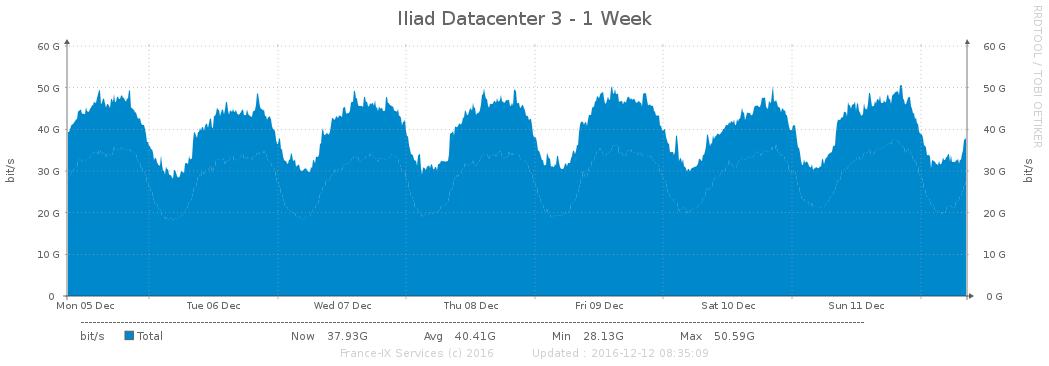 Iliad Datacenter 3 - 1 Week
RRDTOOL / TOBI OETIKER
60 G 60 G
50 G 50 G
40 G 40 G
30 G 30 G
20 G 20 G
10 G 10 G
0 0 G
bit/s bit/s
Mon 05 Dec Tue 06 Dec Wed 07 Dec Thu 08 Dec Fri 09 Dec Sat 10 Dec Sun 11 Dec
bit/s Total Now 37.93G Avg 40.41G Min 28.13G Max 50.59G
France-IX Services (c) 2016 Updated : 2016-12-12 08:35:09